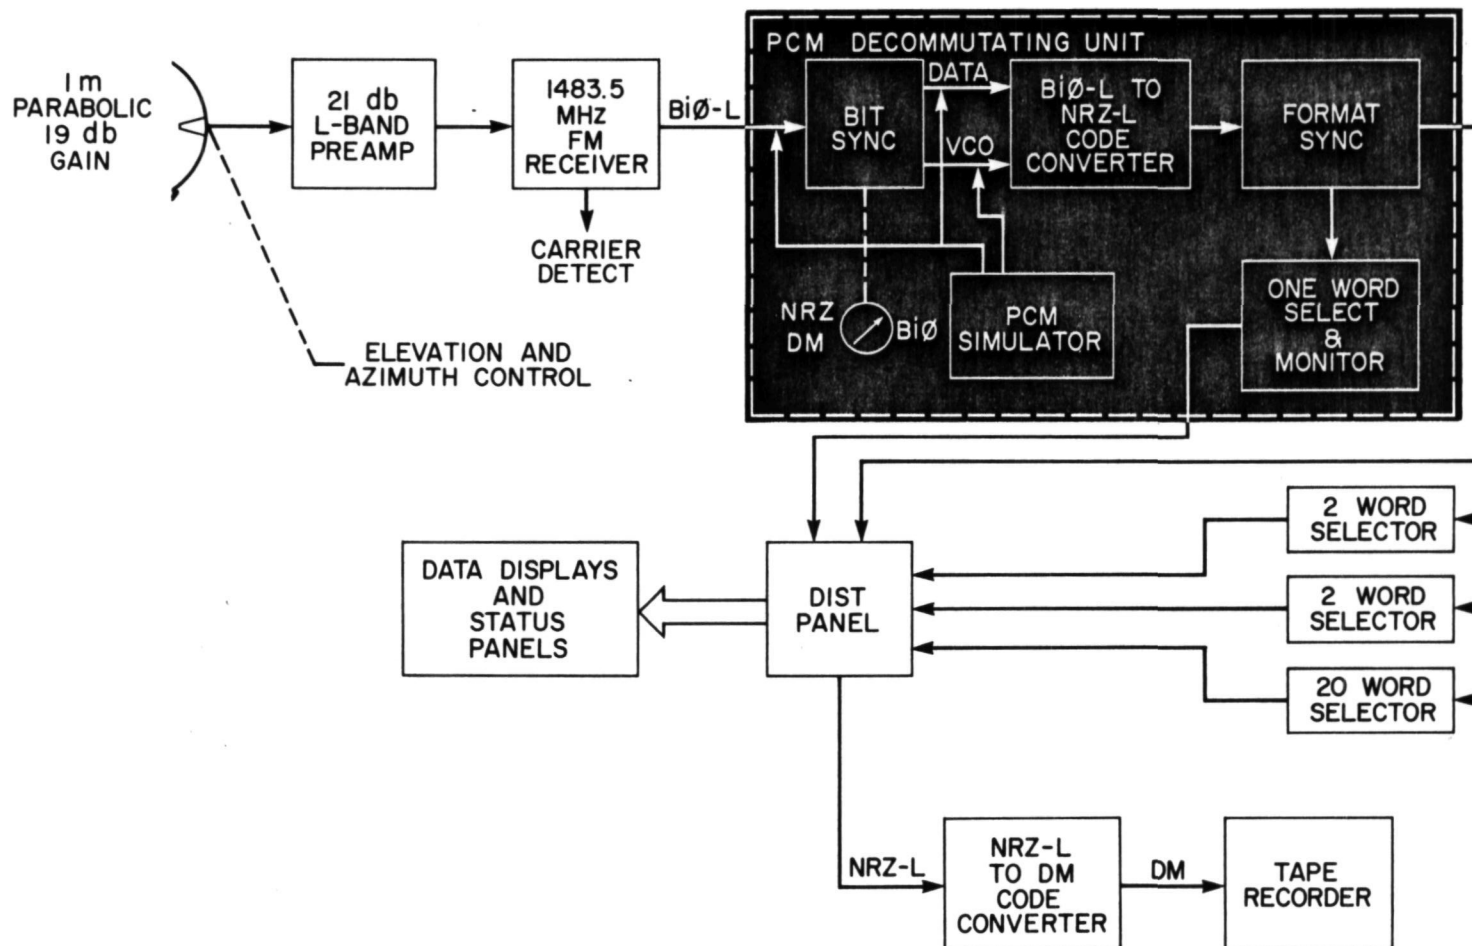 1 m
PARABOLIC
19 db
GAIN
21 db
L-BAND
PREAMP
1483.5
MHz
FM
RECEIVER
BiØ-L
CARRIER
DETECT
ELEVATION AND
AZIMUTH CONTROL
PCM DECOMMUTATING UNIT
BIT
SYNC
DATA
VCO
BiØ-L TO
NRZ-L
CODE
CONVERTER
FORMAT
SYNC
NRZ
DM
BiØ
PCM
SIMULATOR
ONE WORD
SELECT
&
MONITOR
DATA DISPLAYS
AND
STATUS
PANELS
DIST
PANEL
2 WORD
SELECTOR
2 WORD
SELECTOR
20 WORD
SELECTOR
NRZ-L
NRZ-L
TO DM
CODE
CONVERTER
DM
TAPE
RECORDER